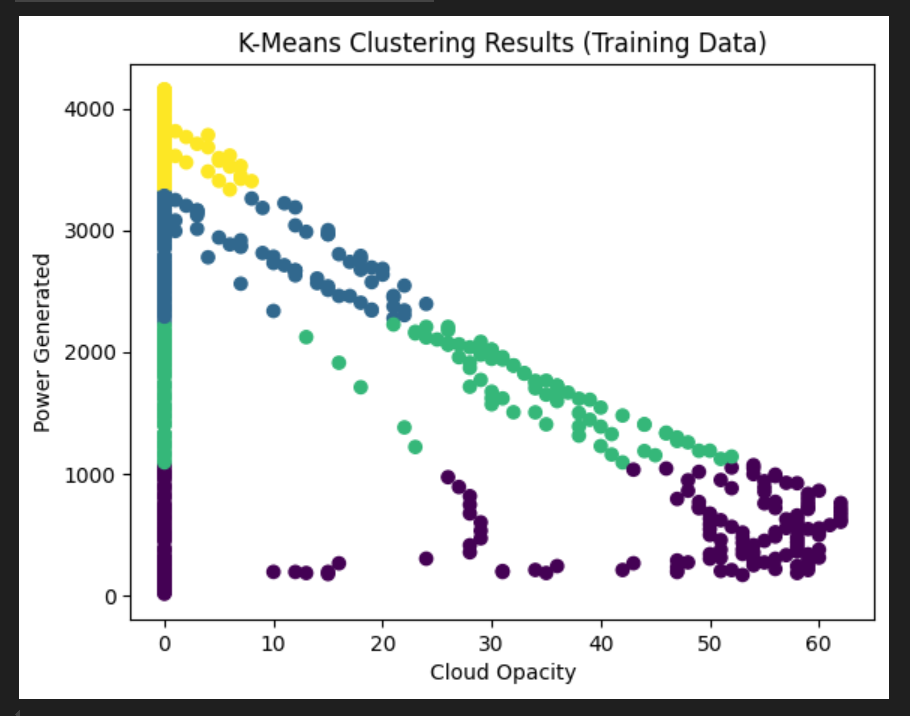 K-Means Clustering Results (Training Data)
4000
3000
2000
1000
0
Power Generated
0 10 20 30 40 50 60
Cloud Opacity